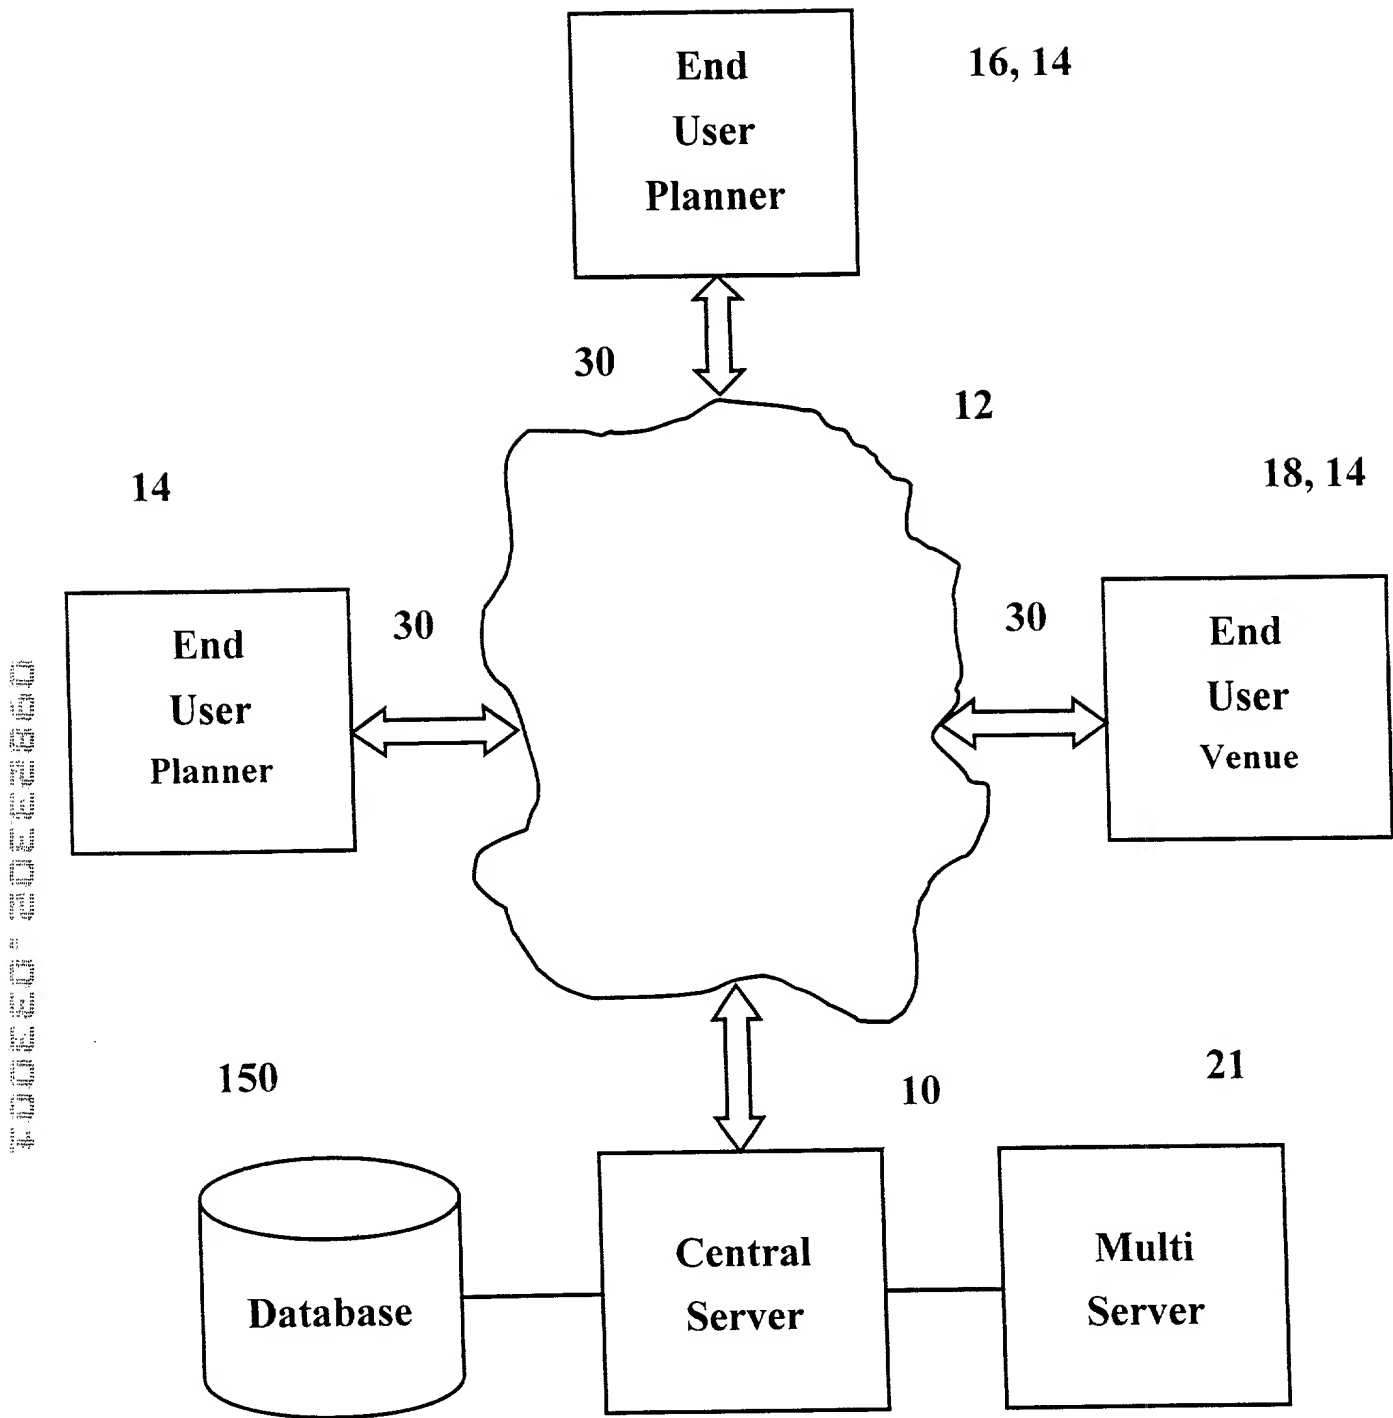 End
User
Planner
16, 14
30
12
14
18, 14
End
User
Planner
30
30
End
User
Venue
150
10
21
Database
Central
Server
Multi
Server